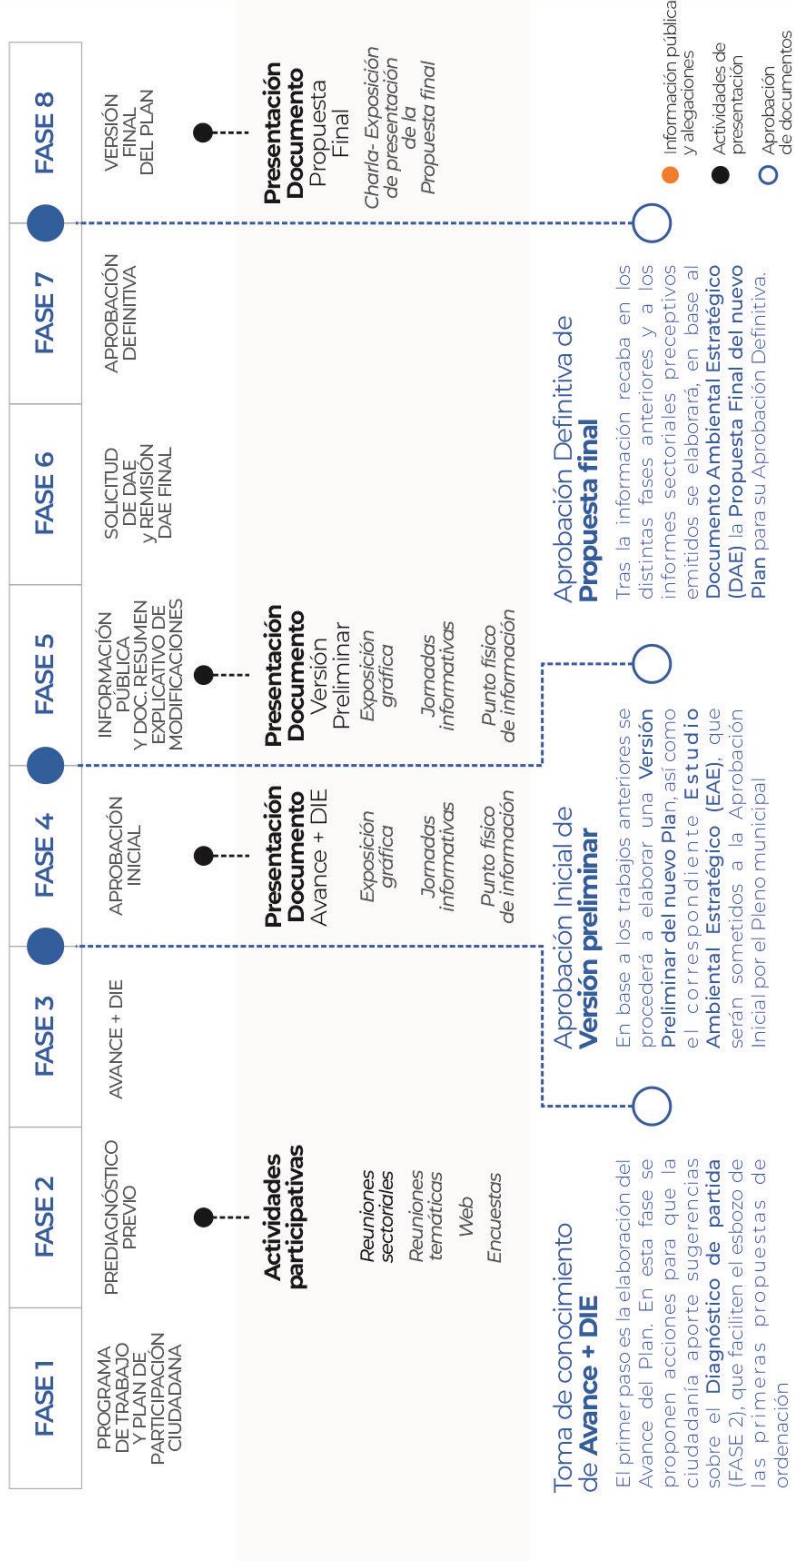 FASE 1
FASE 2
FASE 3
FASE 4
FASE 5
FASE 6
FASE 7
FASE 8
PROGRAMA
DE TRABAJO
Y PLAN DE
PARTICIPACIÓN
CIUDADANA
PREDIAGNÓSTICO
PREVIO
AVANCE + DIE
APROBACIÓN
INICIAL
INFORMACIÓN
PÚBLICA
Y DOC. RESUMEN
EXPLICATIVO DE
MODIFICACIONES
SOLICITUD
DE DAE
y REMISIÓN
DAE FINAL
APROBACIÓN
DEFINITIVA
VERSIÓN
FINAL
DEL PLAN
Actividades
participativas
Reuniones
sectoriales
Reuniones
temáticas
Web
Encuestas
Presentación
Documento
Avance + DIE
Exposición
gráfica
Jornadas
informativas
Punto físico
de información
Presentación
Documento
Versión
Preliminar
Exposición
gráfica
Jornadas
informativas
Punto físico
de información
Presentación
Documento
Propuesta
Final
Charla- Exposición
de presentación
de la
Propuesta final
Toma de conocimiento
de Avance + DIE
El primer paso es la elaboración del
Avance del Plan. En esta fase se
proponen acciones para que la
ciudadanía aporte sugerencias
sobre el Diagnóstico de partida
(FASE 2), que faciliten el esbozo de
las primeras propuestas de
ordenación
Aprobación Inicial de
Versión preliminar
En base a los trabajos anteriores se
procederá a elaborar una Versión
Preliminar del nuevo Plan, así como
el correspondiente Estudio
Ambiental Estratégico (EAE), que
serán sometidos a la Aprobación
Inicial por el Pleno municipal
Aprobación Definitiva de
Propuesta final
Tras la información recaba en los
distintas fases anteriores y a los
informes sectoriales preceptivos
emitidos se elaborará, en base al
Documento Ambiental Estratégico
(DAE) la Propuesta Final del nuevo
Plan para su Aprobación Definitiva.
Información pública
y alegaciones
Actividades de
presentación
Aprobación
de documentos